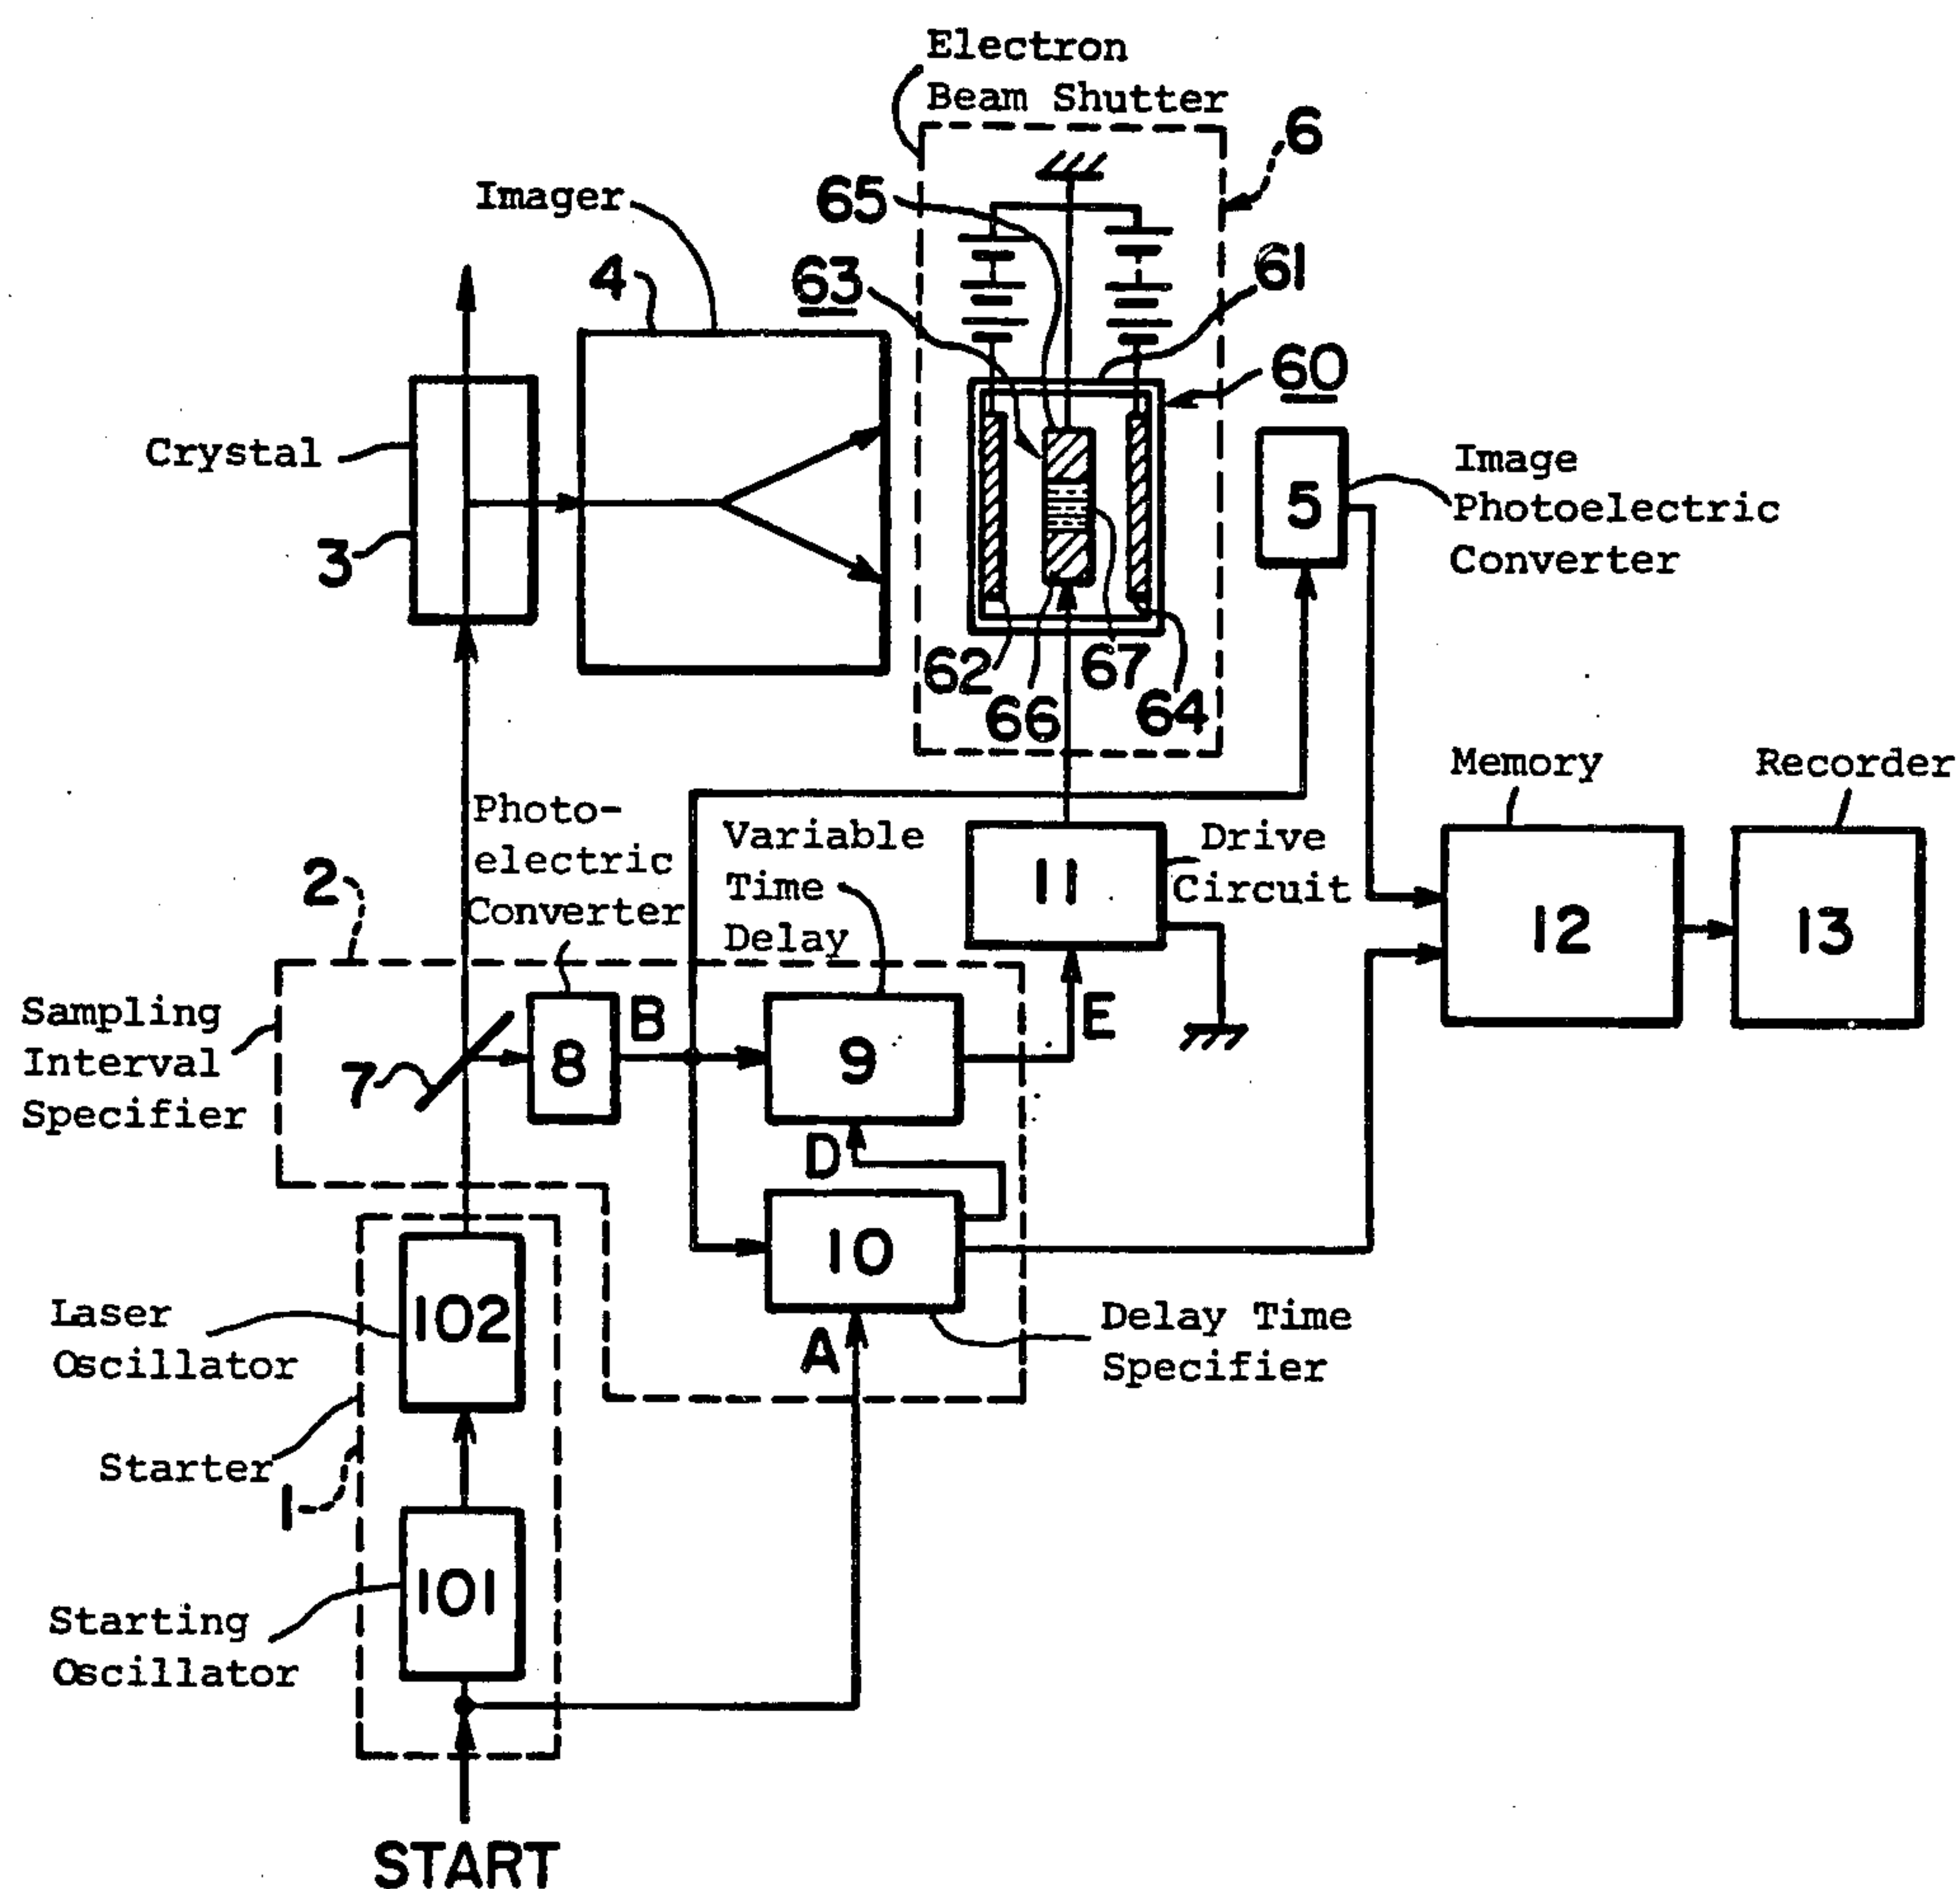 Electron
Beam Shutter
6
Imager
65
4
63
61
60
Crystal
3
5
Image
Photoelectric
Converter
62
66
67
64
Photo-
electric
Converter
Variable
Time
Delay
11
Drive
Circuit
Memory
12
Recorder
13
2
Sampling
Interval
Specifier
7
8
B
9
E
D
10
A
Delay Time
Specifier
Laser
Oscillator
102
Starter
1
101
Starting
Oscillator
START